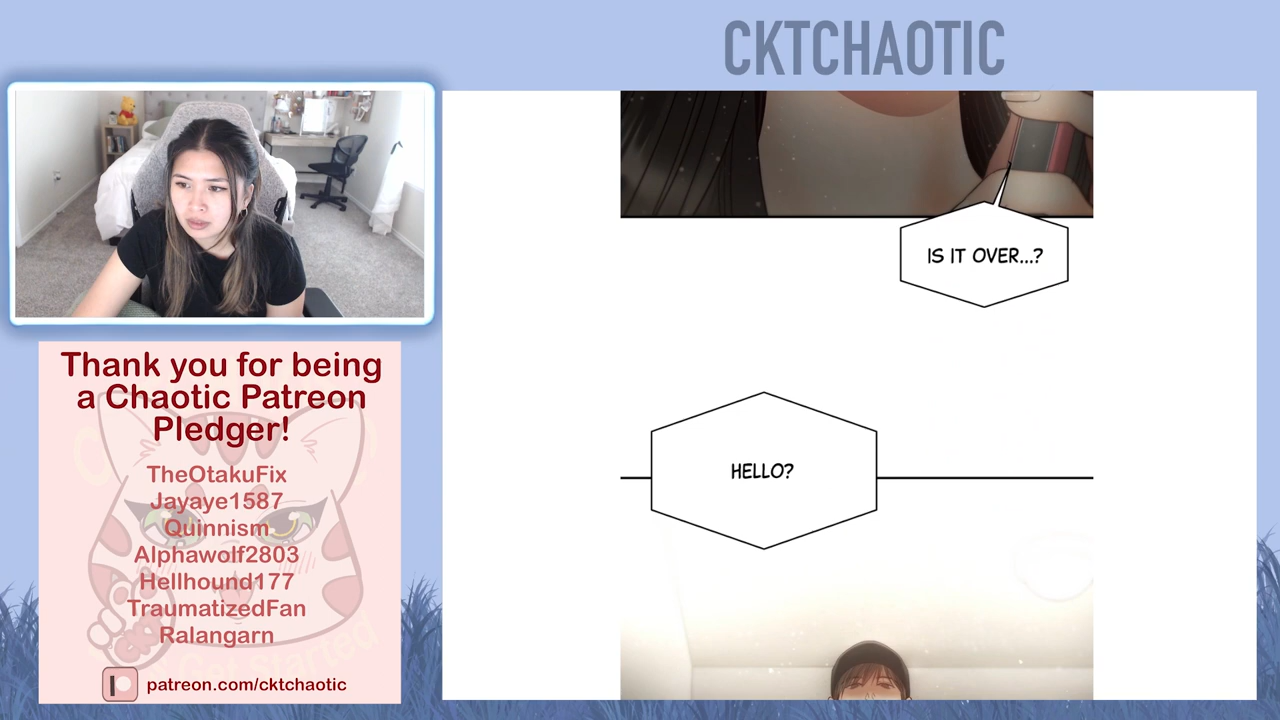 CKTCHAOTIC
IS IT OVER...?
HELLO?
Thank you for being
a Chaotic Patreon
Pledger!
TheOtakuFix
Jayaye1587
Quinnism
Alphawolf2803
Hellhound177
TraumatizedFan
Ralangarn
patreon.com/cktchaotic